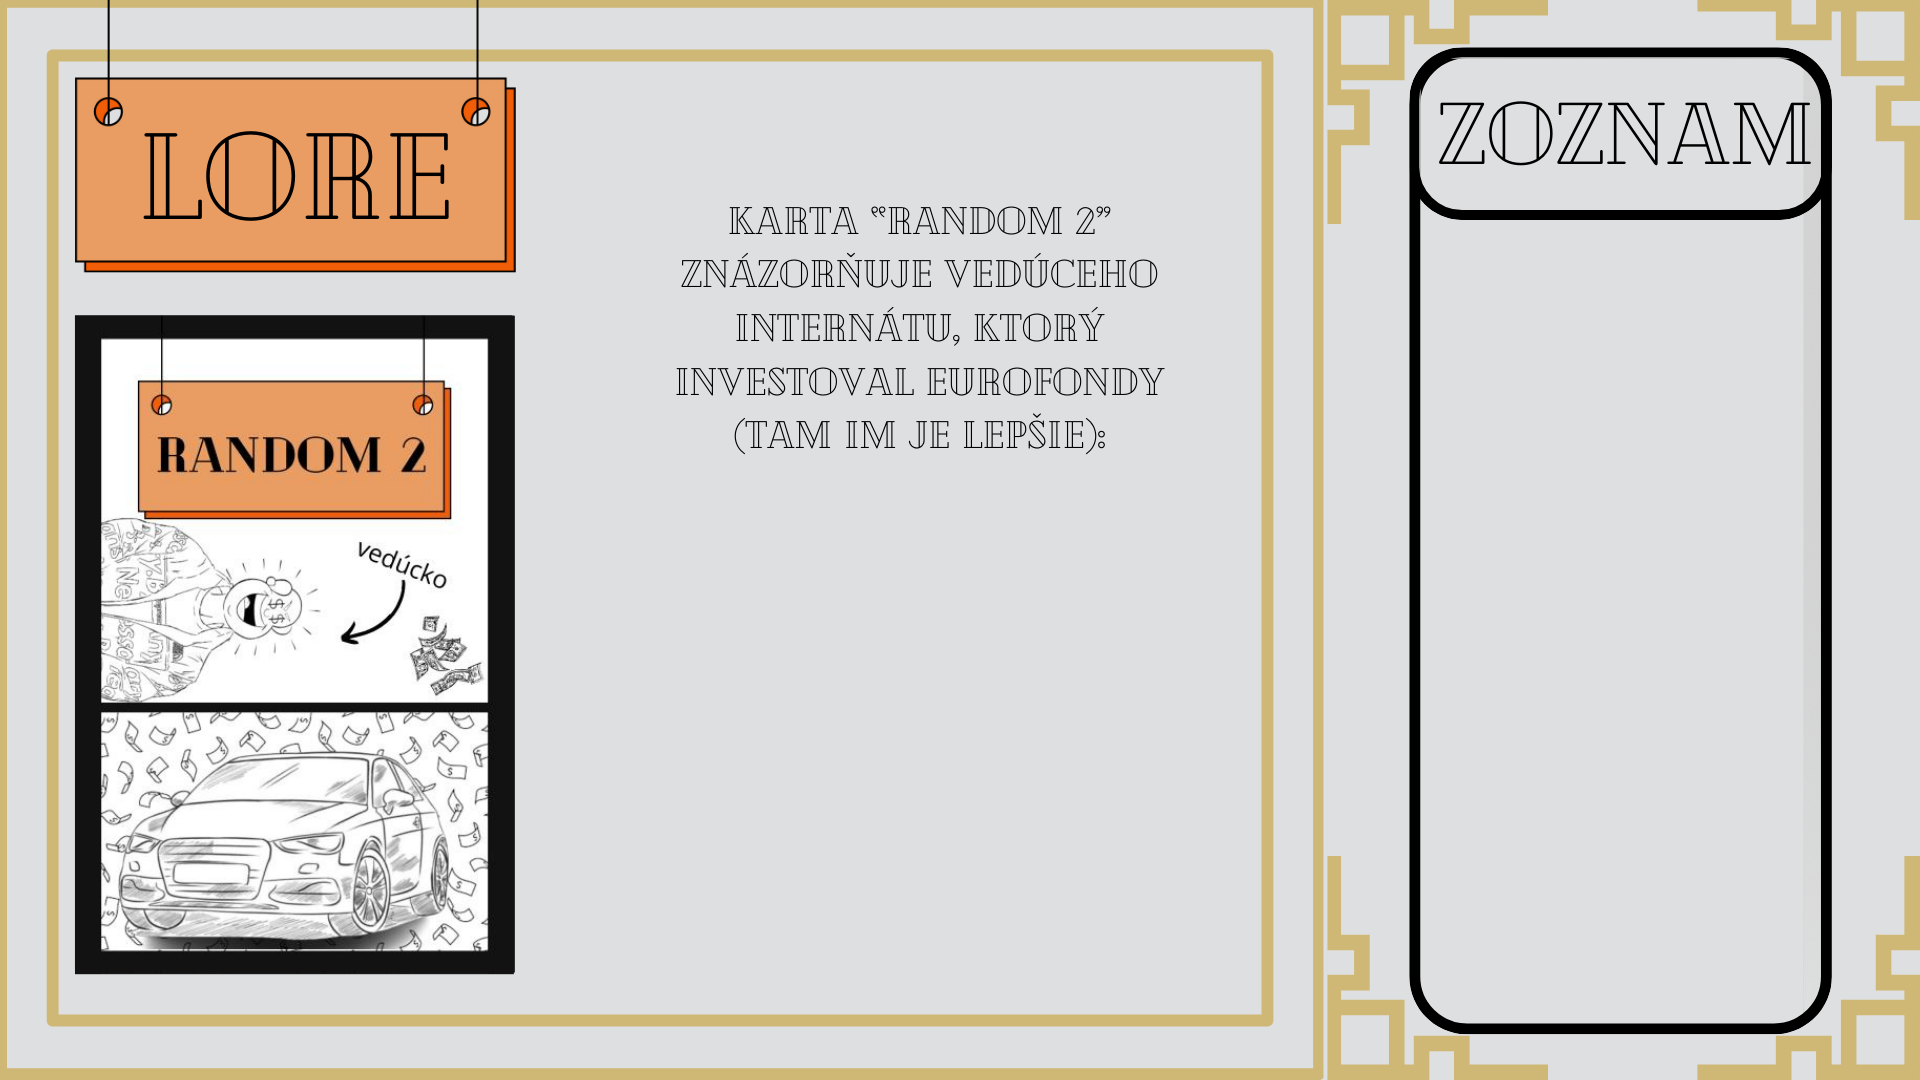 LORE
RANDOM 2
vedúcko
KARTA “RANDOM 2”
ZNÁZORŇUJE VEDÚCEHO
INTERNÁTU, KTORÝ
INVESTOVAL EUROFONDY
(TAM IM JE LEPŠIE):
ZOZNAM